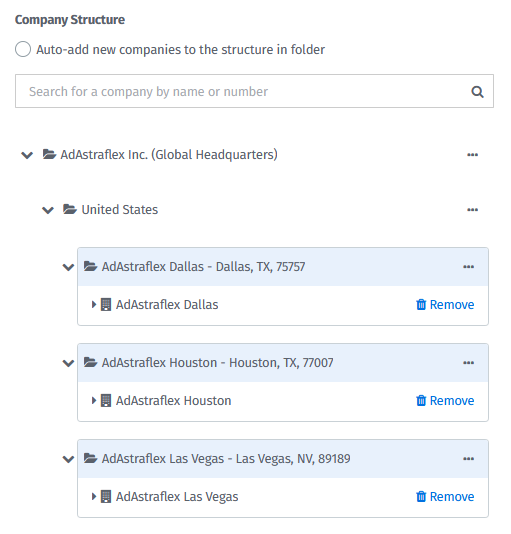 Company Structure
Auto-add new companies to the structure in folder
Search for a company by name or number
AdAstraflex Inc. (Global Headquarters)
United States
AdAstraflex Dallas - Dallas, TX, 75757
AdAstraflex Dallas Remove
AdAstraflex Houston - Houston, TX, 77007
AdAstraflex Houston Remove
AdAstraflex Las Vegas - Las Vegas, NV, 89189
AdAstraflex Las Vegas Remove